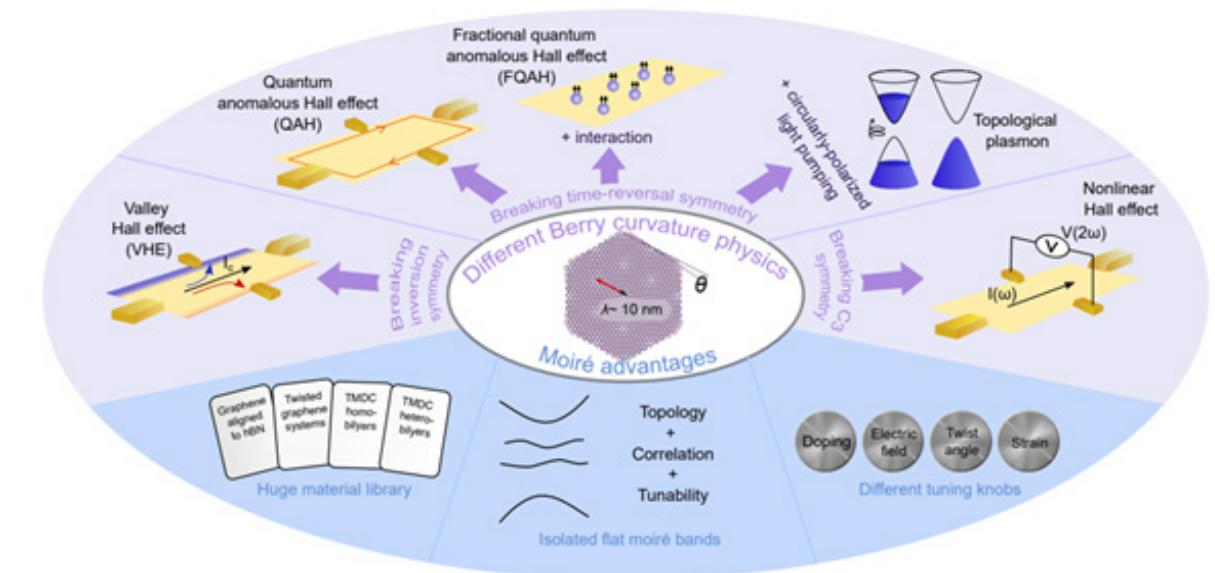 Fractional quantum
anomalous Hall effect
(FQAH)
+ interaction
Quantum
anomalous Hall effect
(QAH)
+ circularly-polarized
light pumping
Topological
plasmon
Valley
Hall effect
(VHE)
I_c
Nonlinear
Hall effect
V(2ω)
V
I(ω)
Breaking time-reversal symmetry
Breaking
inversion
symmetry
Breaking C3
symmetry
Different Berry curvature physics
θ
λ~ 10 nm
Moiré advantages
Graphene
aligned
to hBN
Twisted
graphene
systems
TMDC
homo-
bilyers
TMDC
hetero-
bilyers
Huge material library
Topology
+
Correlation
+
Tunability
Isolated flat moiré bands
Doping
Electric
field
Twist
angle
Strain
Different tuning knobs